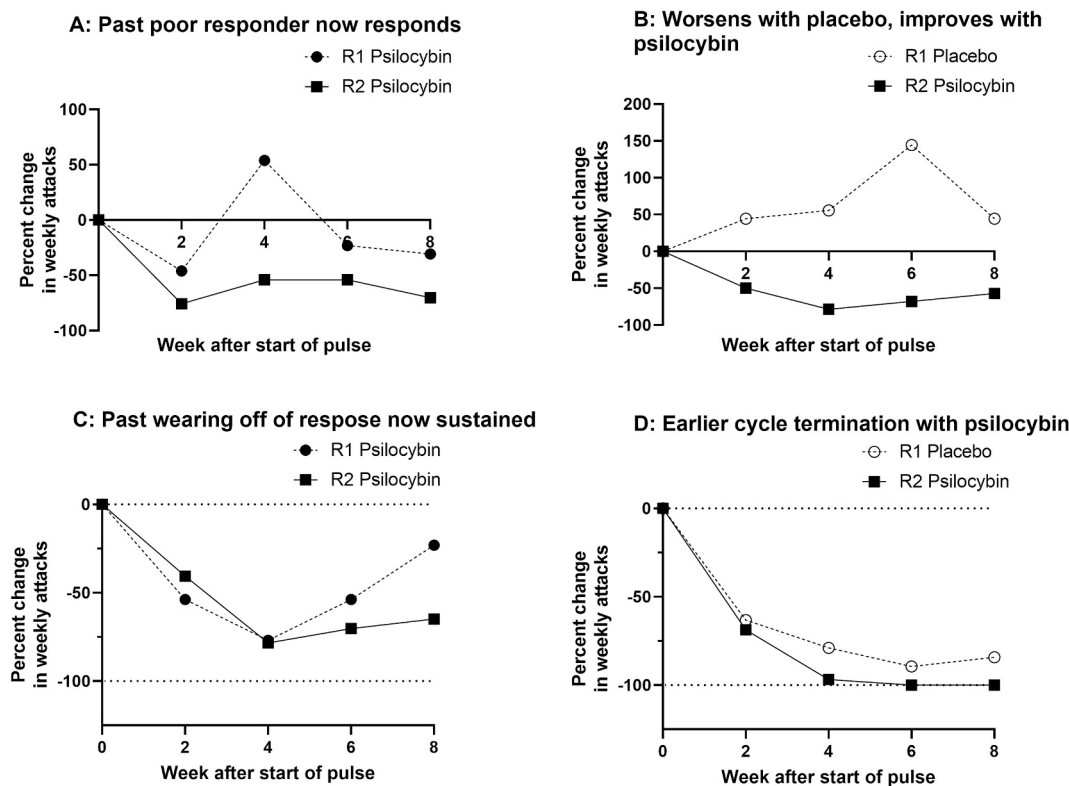 A: Past poor responder now responds
R1 Psilocybin
R2 Psilocybin
Percent change
in weekly attacks
100
50
0
-50
-100
2
4
6
8
Week after start of pulse
B: Worsens with placebo, improves with
psilocybin
R1 Placebo
R2 Psilocybin
Percent change
in weekly attacks
200
150
100
50
0
-50
-100
2
4
6
8
Week after start of pulse
C: Past wearing off of respose now sustained
R1 Psilocybin
R2 Psilocybin
Percent change
in weekly attacks
0
-50
-100
0
2
4
6
8
Week after start of pulse
D: Earlier cycle termination with psilocybin
R1 Placebo
R2 Psilocybin
Percent change
in weekly attacks
0
-50
-100
0
2
4
6
8
Week after start of pulse